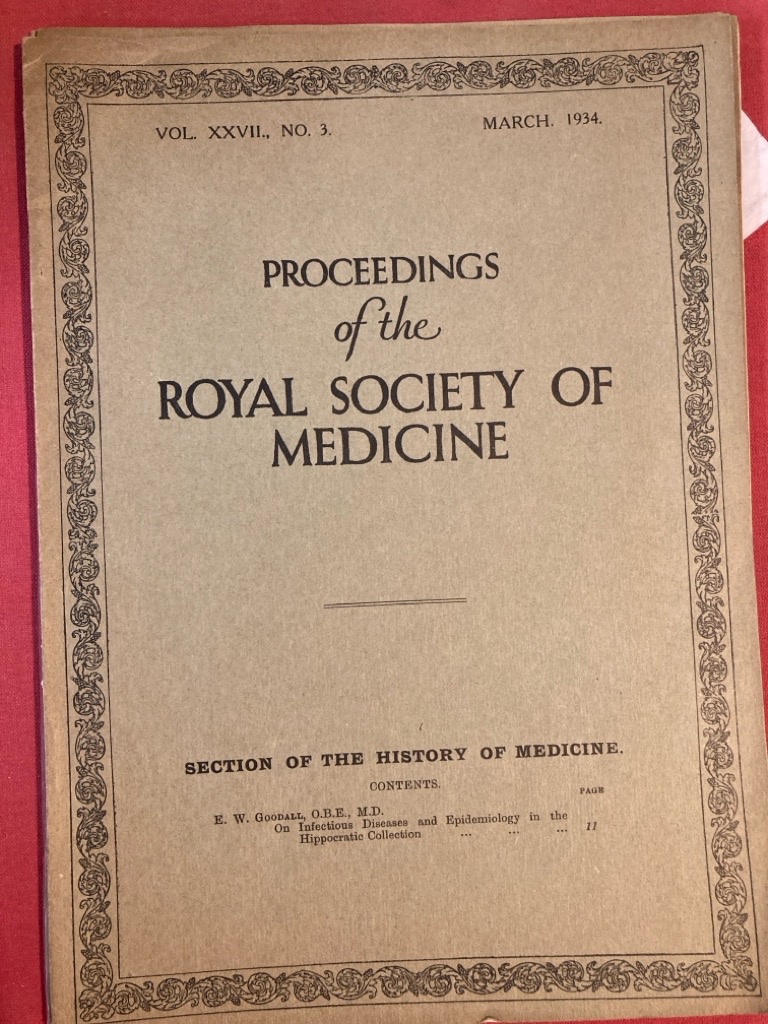 VOL. XXVII., NO. 3. MARCH. 1934.
PROCEEDINGS
of the
ROYAL SOCIETY OF
MEDICINE
SECTION OF THE HISTORY OF MEDICINE.
CONTENTS.
PAGE
E. W. GOODALL, O.B.E., M.D.
On Infectious Diseases and Epidemiology in the
Hippocratic Collection ... ... ... 11